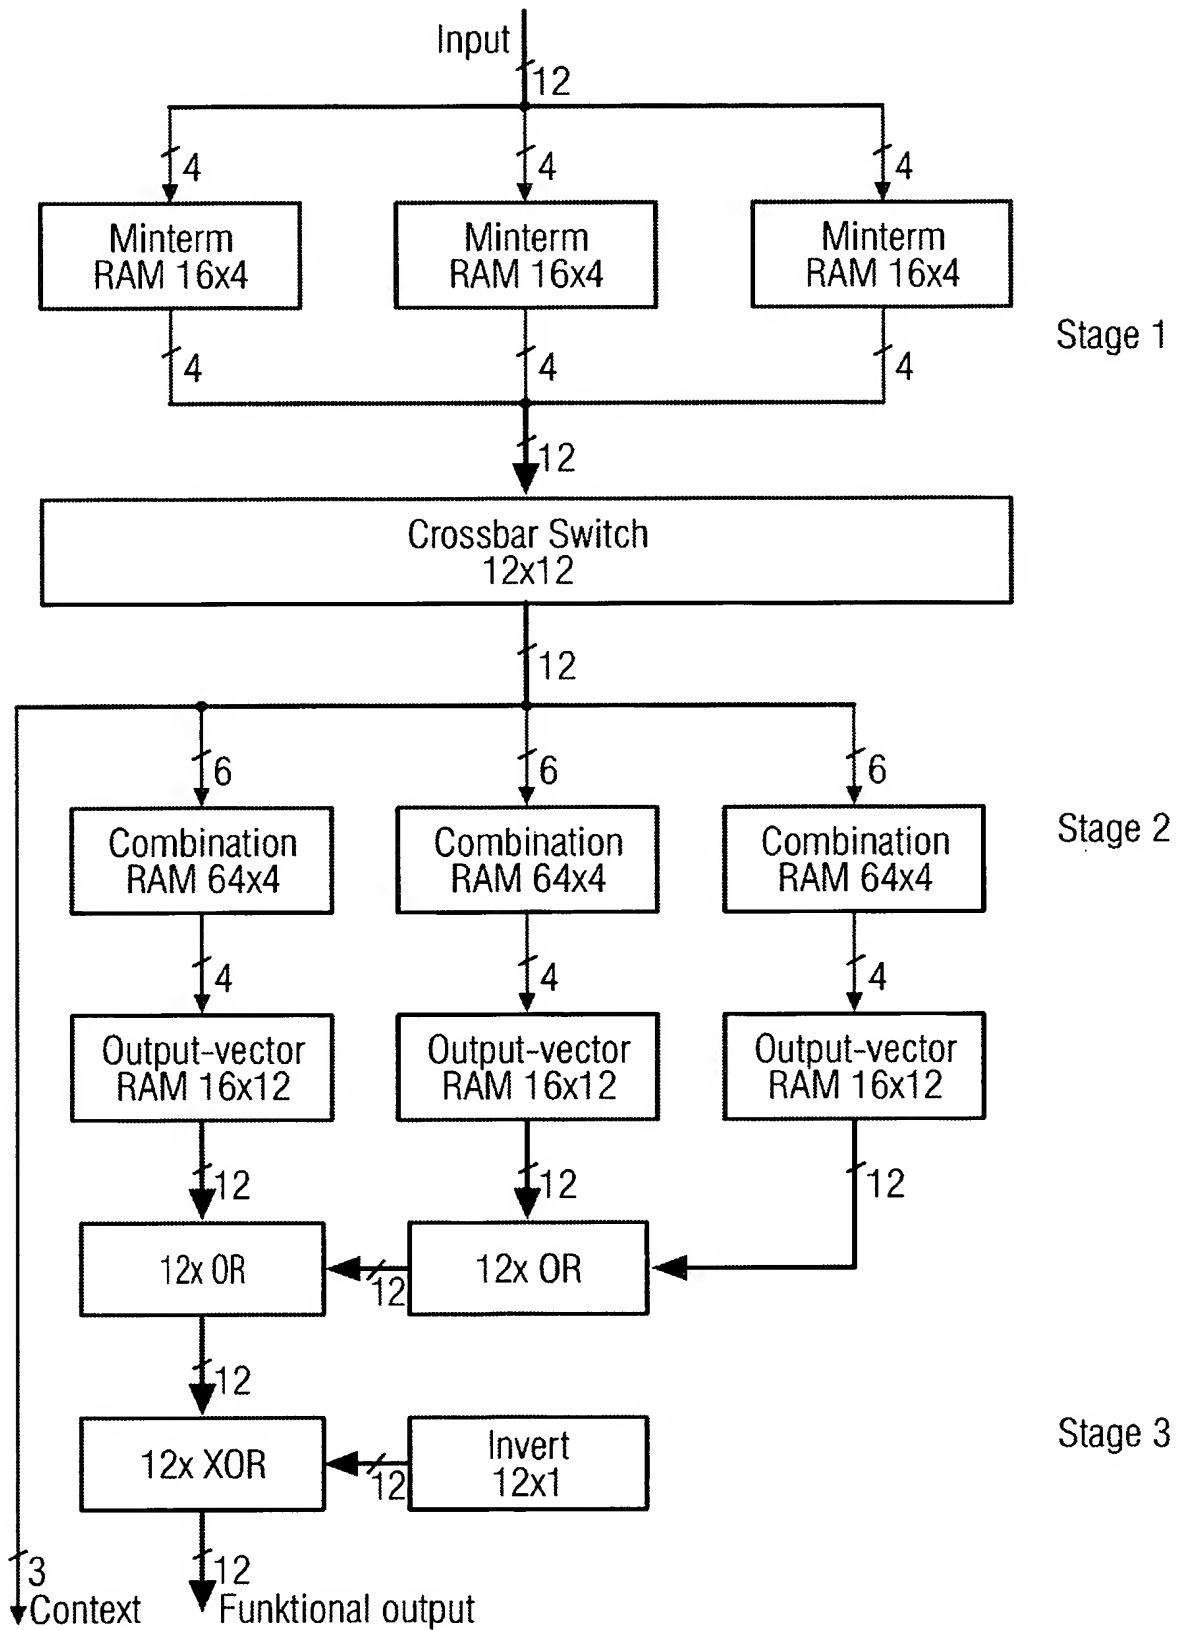 Input
12
4
4
4
Minterm
RAM 16x4
Minterm
RAM 16x4
Minterm
RAM 16x4
Stage 1
4
4
4
12
Crossbar Switch
12x12
12
6
6
6
Combination
RAM 64x4
Combination
RAM 64x4
Combination
RAM 64x4
Stage 2
4
4
4
Output-vector
RAM 16x12
Output-vector
RAM 16x12
Output-vector
RAM 16x12
12
12
12
12x OR
12
12x OR
12
12x XOR
12
Invert
12x1
Stage 3
3
Context
12
Funktional output